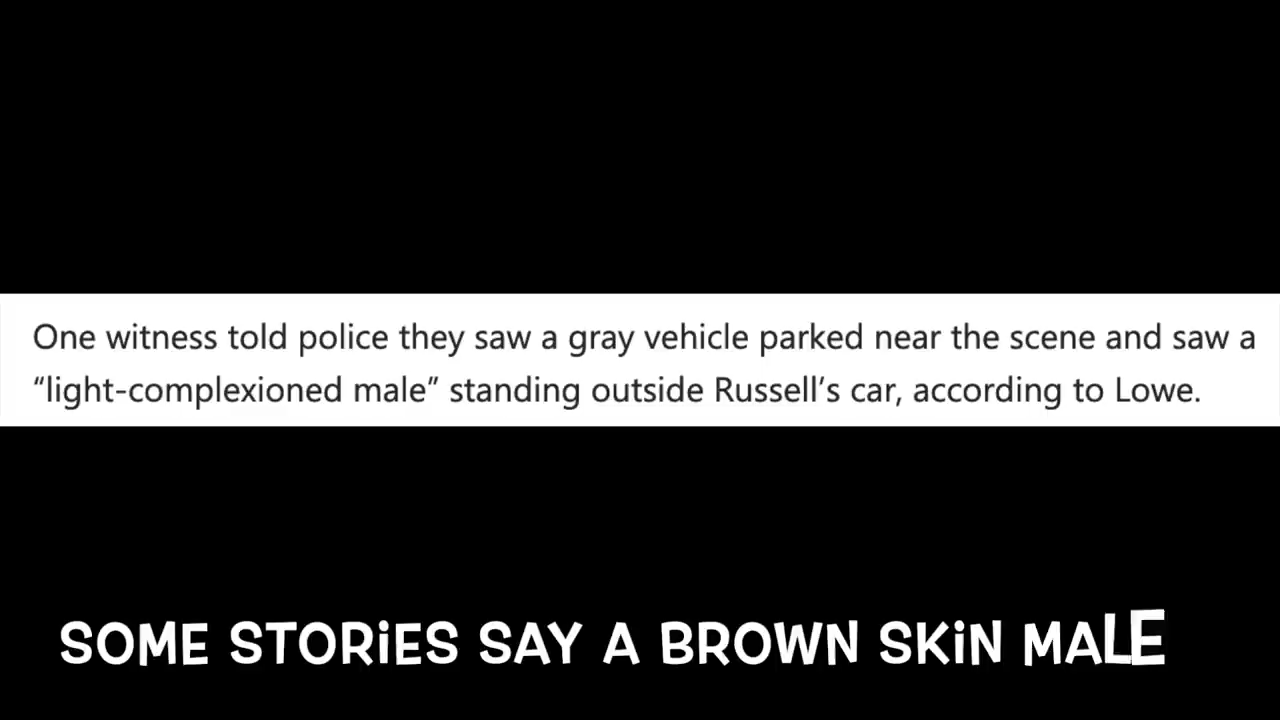 One witness told police they saw a gray vehicle parked near the scene and saw a
“light-complexioned male” standing outside Russell’s car, according to Lowe.
SOME STORiES SAY A BROWN SKiN MALE